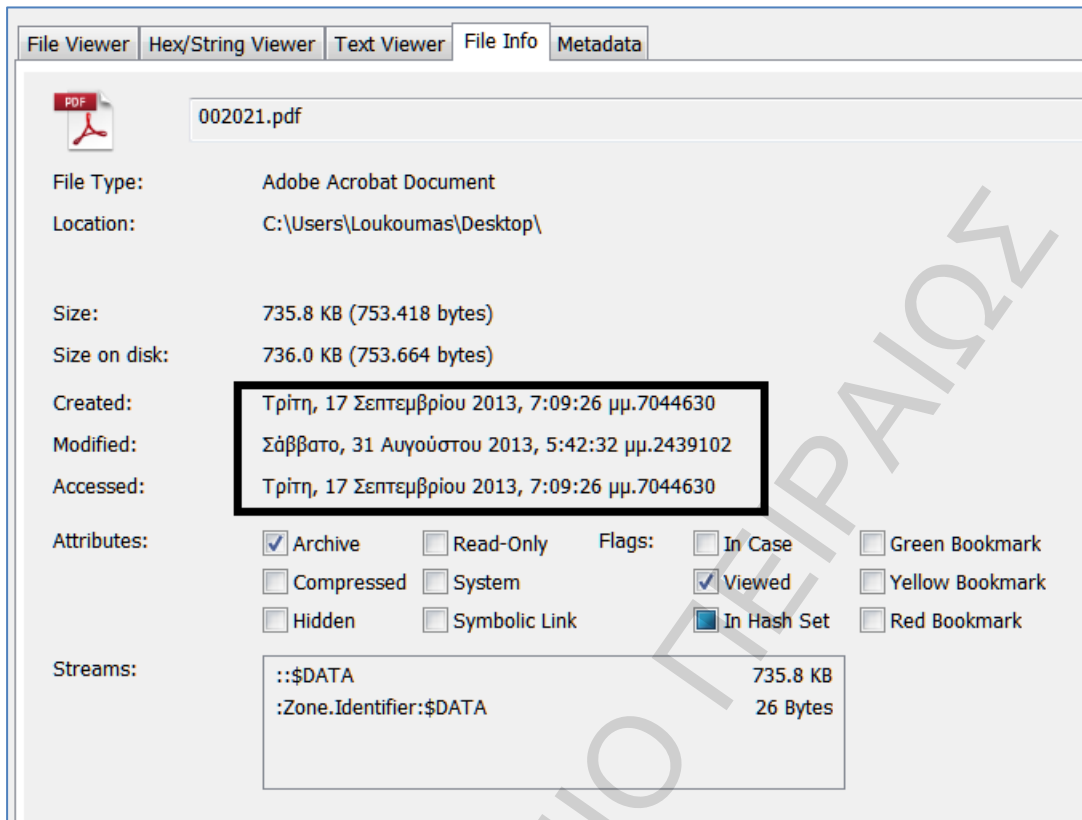 File Viewer Hex/String Viewer Text Viewer File Info Metadata
PDF
002021.pdf
File Type: Adobe Acrobat Document
Location: C:\Users\Loukoumas\Desktop\
Size: 735.8 KB (753.418 bytes)
Size on disk: 736.0 KB (753.664 bytes)
Created: Τρίτη, 17 Σεπτεμβρίου 2013, 7:09:26 μμ.7044630
Modified: Σάββατο, 31 Αυγούστου 2013, 5:42:32 μμ.2439102
Accessed: Τρίτη, 17 Σεπτεμβρίου 2013, 7:09:26 μμ.7044630
Attributes: Archive Read-Only Flags: In Case Green Bookmark
Compressed System Viewed Yellow Bookmark
Hidden Symbolic Link In Hash Set Red Bookmark
Streams: ::$DATA 735.8 KB
:Zone.Identifier:$DATA 26 Bytes
ΠΕΙΡΑΙΩΣ